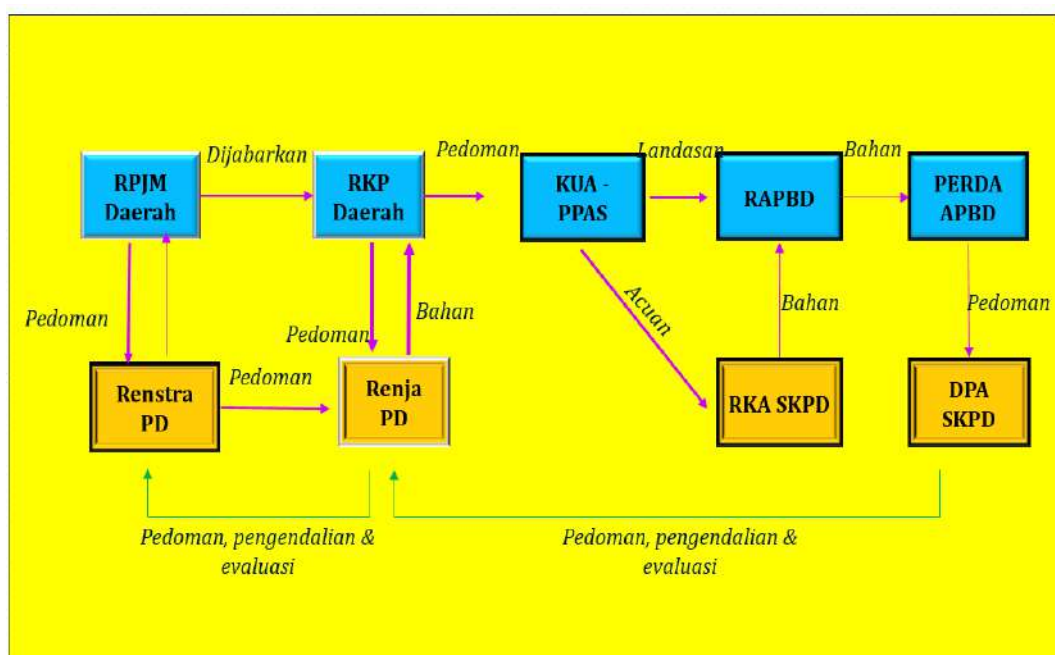 Dijabarkan
Pedoman
Landasan
Bahan
RPJM
Daerah
RKP
Daerah
KUA -
PPAS
RAPBD
PERDA
APBD
Pedoman
Pedoman
Bahan
Acuan
Bahan
Pedoman
Renstra
PD
Pedoman
Renja
PD
RKA SKPD
DPA
SKPD
Pedoman, pengendalian &
evaluasi
Pedoman, pengendalian &
evaluasi